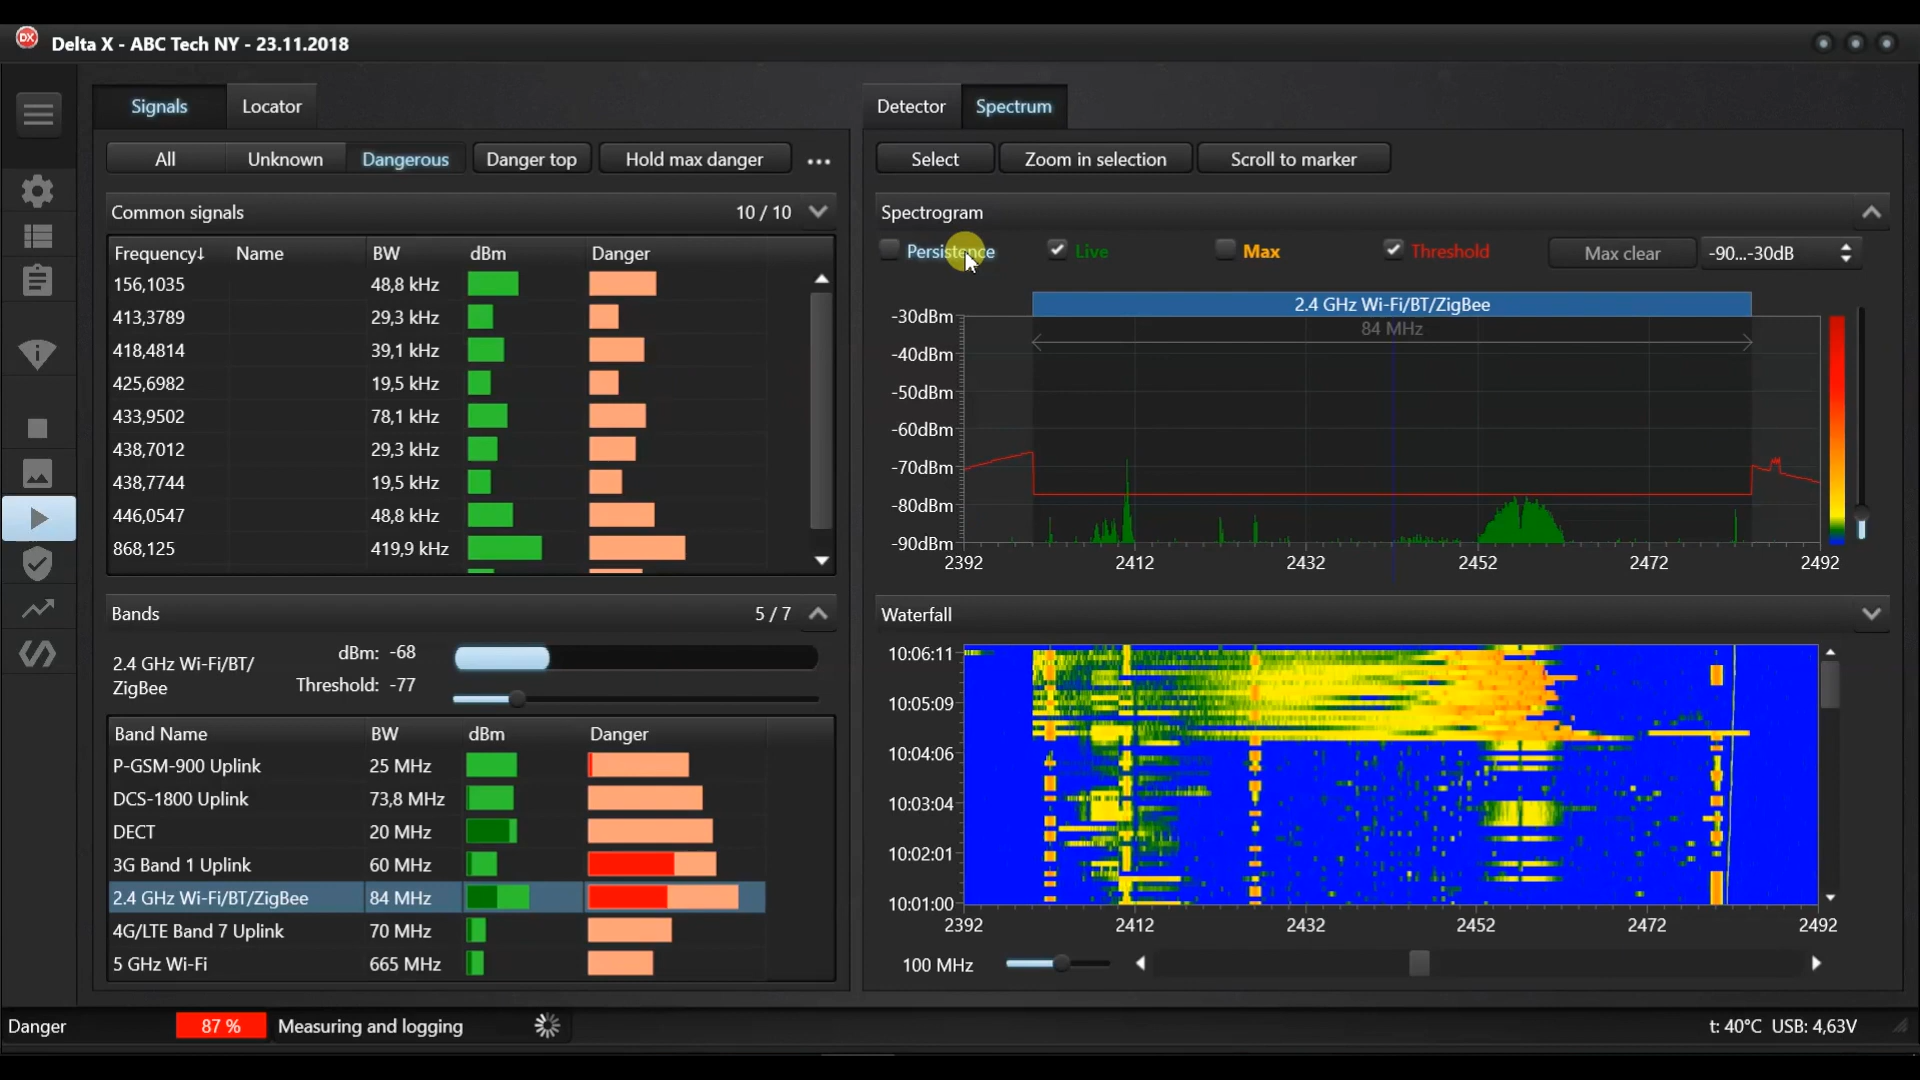 DX
Delta X - ABC Tech NY - 23.11.2018
Signals
Locator
All
Unknown
Dangerous
Danger top
Hold max danger
...
Common signals
10 / 10
Frequency↓ Name BW dBm Danger
156,1035 48,8 kHz
413,3789 29,3 kHz
418,4814 39,1 kHz
425,6982 19,5 kHz
433,9502 78,1 kHz
438,7012 29,3 kHz
438,7744 19,5 kHz
446,0547 48,8 kHz
868,125 419,9 kHz
Bands
5 / 7
2.4 GHz Wi-Fi/BT/
ZigBee
dBm: -68
Threshold: -77
Band Name BW dBm Danger
P-GSM-900 Uplink 25 MHz
DCS-1800 Uplink 73,8 MHz
DECT 20 MHz
3G Band 1 Uplink 60 MHz
2.4 GHz Wi-Fi/BT/ZigBee 84 MHz
4G/LTE Band 7 Uplink 70 MHz
5 GHz Wi-Fi 665 MHz
Detector
Spectrum
Select
Zoom in selection
Scroll to marker
Spectrogram
Persistence
Live
Max
Threshold
Max clear
-90...-30dB
2.4 GHz Wi-Fi/BT/ZigBee
84 MHz
-30dBm
-40dBm
-50dBm
-60dBm
-70dBm
-80dBm
-90dBm
2392 2412 2432 2452 2472 2492
Waterfall
10:06:11
10:05:09
10:04:06
10:03:04
10:02:01
10:01:00
2392 2412 2432 2452 2472 2492
100 MHz
Danger
87 %
Measuring and logging
t: 40°C USB: 4,63V